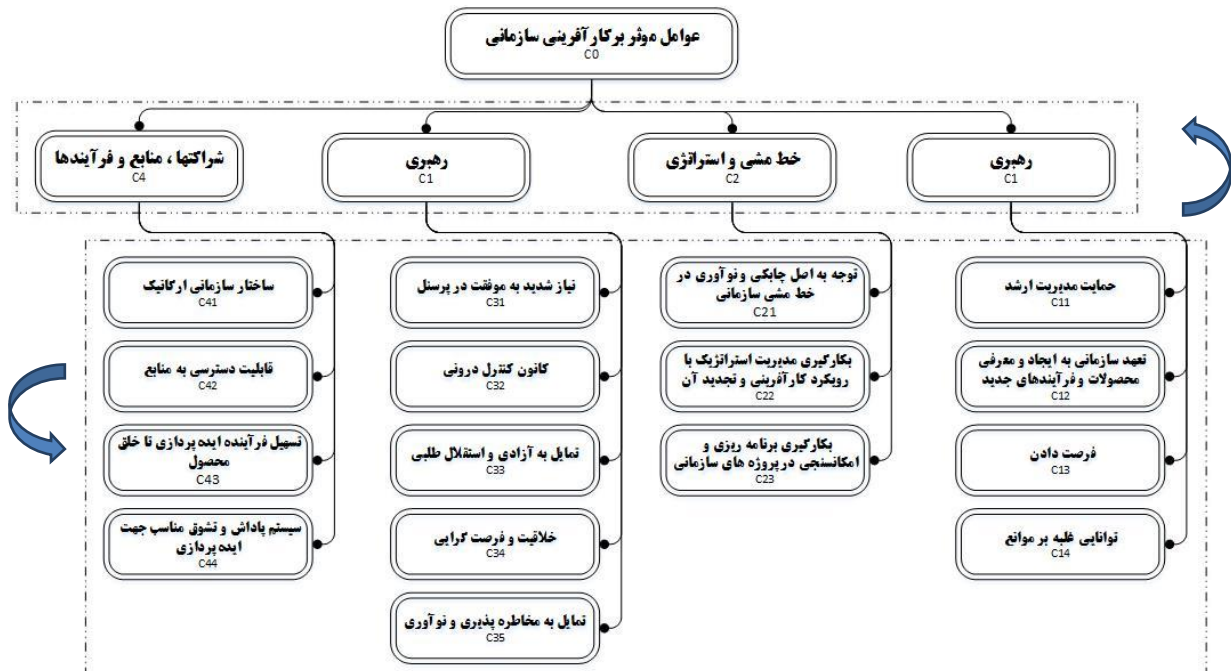 عوامل موثر برکارآفرینی سازمانی
C0
رهبری
C1
خط مشی و استراتژی
C2
رهبری
C1
شراکتها ، منابع و فرآیندها
C4
حمایت مدیریت ارشد
C11
تعهد سازمانی به ایجاد و معرفی
محصولات و فرآیندهای جدید
C12
فرصت دادن
C13
توانایی غلبه بر موانع
C14
توجه به اصل چابکی و نوآوری در
خط مشی سازمانی
C21
بکارگیری مدیریت استراتژیک با
رویکرد کارآفرینی و تجدید آن
C22
بکارگیری برنامه ریزی و
امکانسنجی در پروژه های سازمانی
C23
نیاز شدید به موفقت در پرسنل
C31
کانون کنترل درونی
C32
تمایل به آزادی و استقلال طلبی
C33
خلاقیت و فرصت گرایی
C34
تمایل به مخاطره پذیری و نوآوری
C35
ساختار سازمانی ارگانیک
C41
قابلیت دسترسی به منابع
C42
تسهیل فرآینده ایده پردازی تا خلق
محصول
C43
سیستم پاداش و تشوق مناسب جهت
ایده پردازی
C44